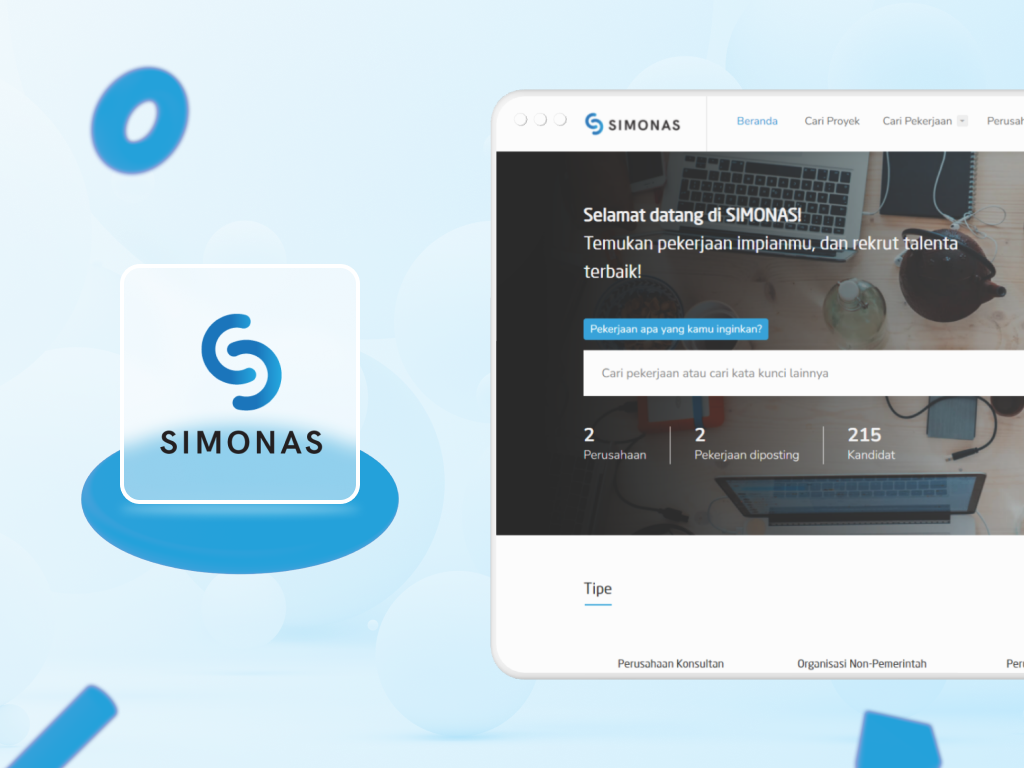 SIMONAS
SIMONAS
Beranda
Cari Proyek
Cari Pekerjaan
Selamat datang di SIMONAS!
Temukan pekerjaan impianmu, dan rekrut talenta
terbaik!
Pekerjaan apa yang kamu inginkan?
Cari pekerjaan atau cari kata kunci lainnya
2
Perusahaan
2
Pekerjaan diposting
215
Kandidat
Tipe
Perusahaan Konsultan
Organisasi Non-Pemerintah